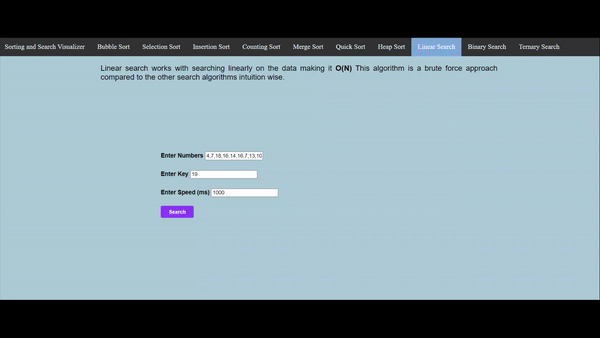 Sorting and Search Visualizer Bubble Sort Selection Sort Insertion Sort Counting Sort Merge Sort Quick Sort Heap Sort Linear Search Binary Search Ternary Search
Linear search works with searching linearly on the data making it O(N) This algorithm is a brute force approach
compared to the other search algorithms intuition wise.
Enter Numbers 4,7,18,16,14,16,7,13,10
Enter Key 19
Enter Speed (ms) 1000
Search